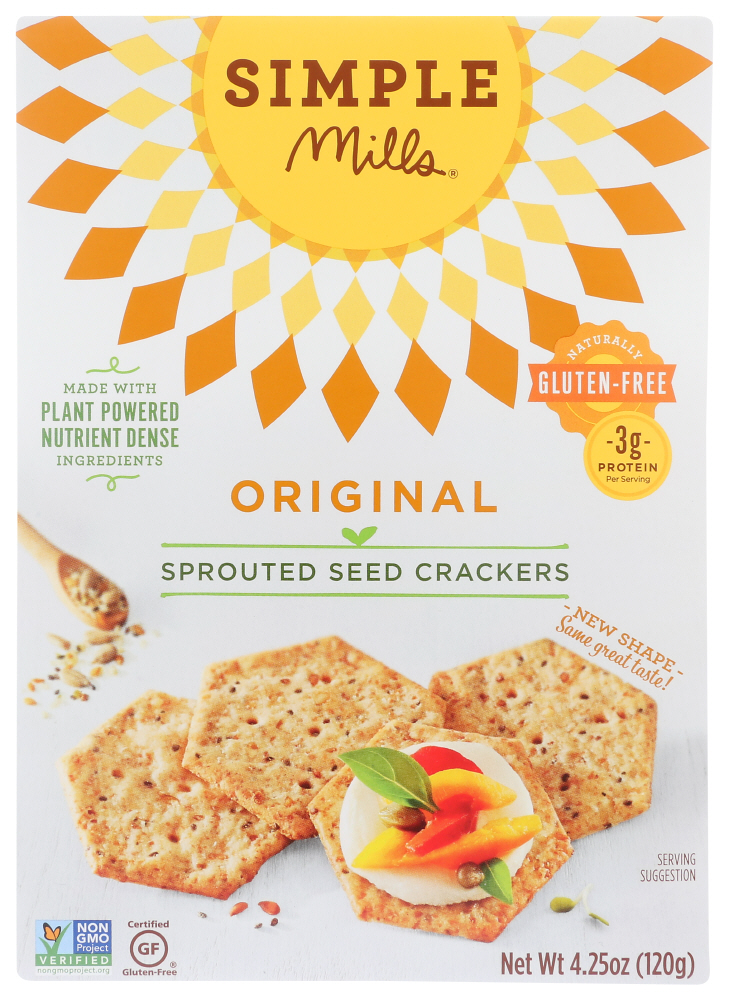 SIMPLE
Mills®
NATURALLY
GLUTEN-FREE
-3g-
PROTEIN
Per Serving
MADE WITH
PLANT POWERED
NUTRIENT DENSE
INGREDIENTS
ORIGINAL
SPROUTED SEED CRACKERS
- NEW SHAPE -
Same great taste!
SERVING
SUGGESTION
NON
GMO
Project
VERIFIED
nongmoproject.org
Certified
GF
Gluten-Free®
Net Wt 4.25oz (120g)